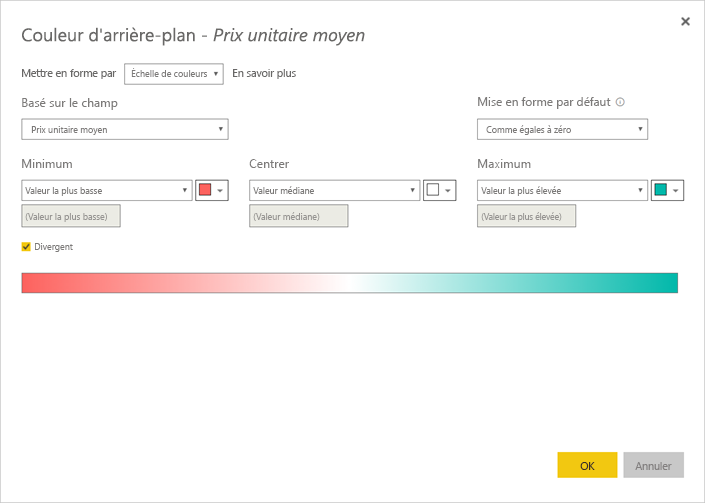 Couleur d'arrière-plan - Prix unitaire moyen
Mettre en forme par Échelle de couleurs En savoir plus
Basé sur le champ Mise en forme par défaut
Prix unitaire moyen Comme égales à zéro
Minimum Centrer Maximum
Valeur la plus basse Valeur médiane Valeur la plus élevée
(Valeur la plus basse) (Valeur médiane) (Valeur la plus élevée)
Divergent
OK Annuler